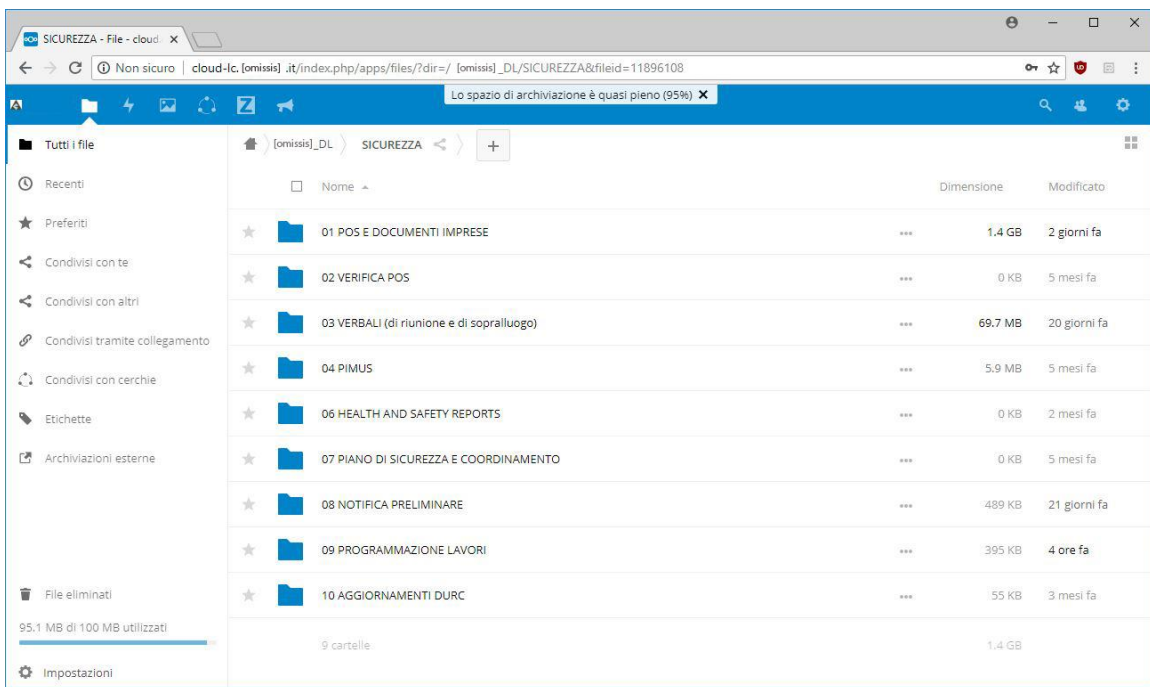 SICUREZZA - File - cloud
Non sicuro cloud-lc. [omissis] .it/index.php/apps/files/?dir=/ [omissis] _DL/SICUREZZA&fileid=11896108
Lo spazio di archiviazione è quasi pieno (95%) X
Tutti i file
[omissis]_DL SICUREZZA +
Recenti
Nome Dimensione Modificato
Preferiti
01 POS E DOCUMENTI IMPRESE ... 1.4 GB 2 giorni fa
Condivisi con te
02 VERIFICA POS ... 0 KB 5 mesi fa
Condivisi con altri
03 VERBALI (di riunione e di sopralluogo) ... 69.7 MB 20 giorni fa
Condivisi tramite collegamento
04 PIMUS ... 5.9 MB 5 mesi fa
Condivisi con cerchie
06 HEALTH AND SAFETY REPORTS ... 0 KB 2 mesi fa
Etichette
07 PIANO DI SICUREZZA E COORDINAMENTO ... 0 KB 5 mesi fa
Archiviazioni esterne
08 NOTIFICA PRELIMINARE ... 489 KB 21 giorni fa
09 PROGRAMMAZIONE LAVORI ... 395 KB 4 ore fa
File eliminati
10 AGGIORNAMENTI DURC ... 55 KB 3 mesi fa
95.1 MB di 100 MB utilizzati
9 cartelle 1.4 GB
Impostazioni